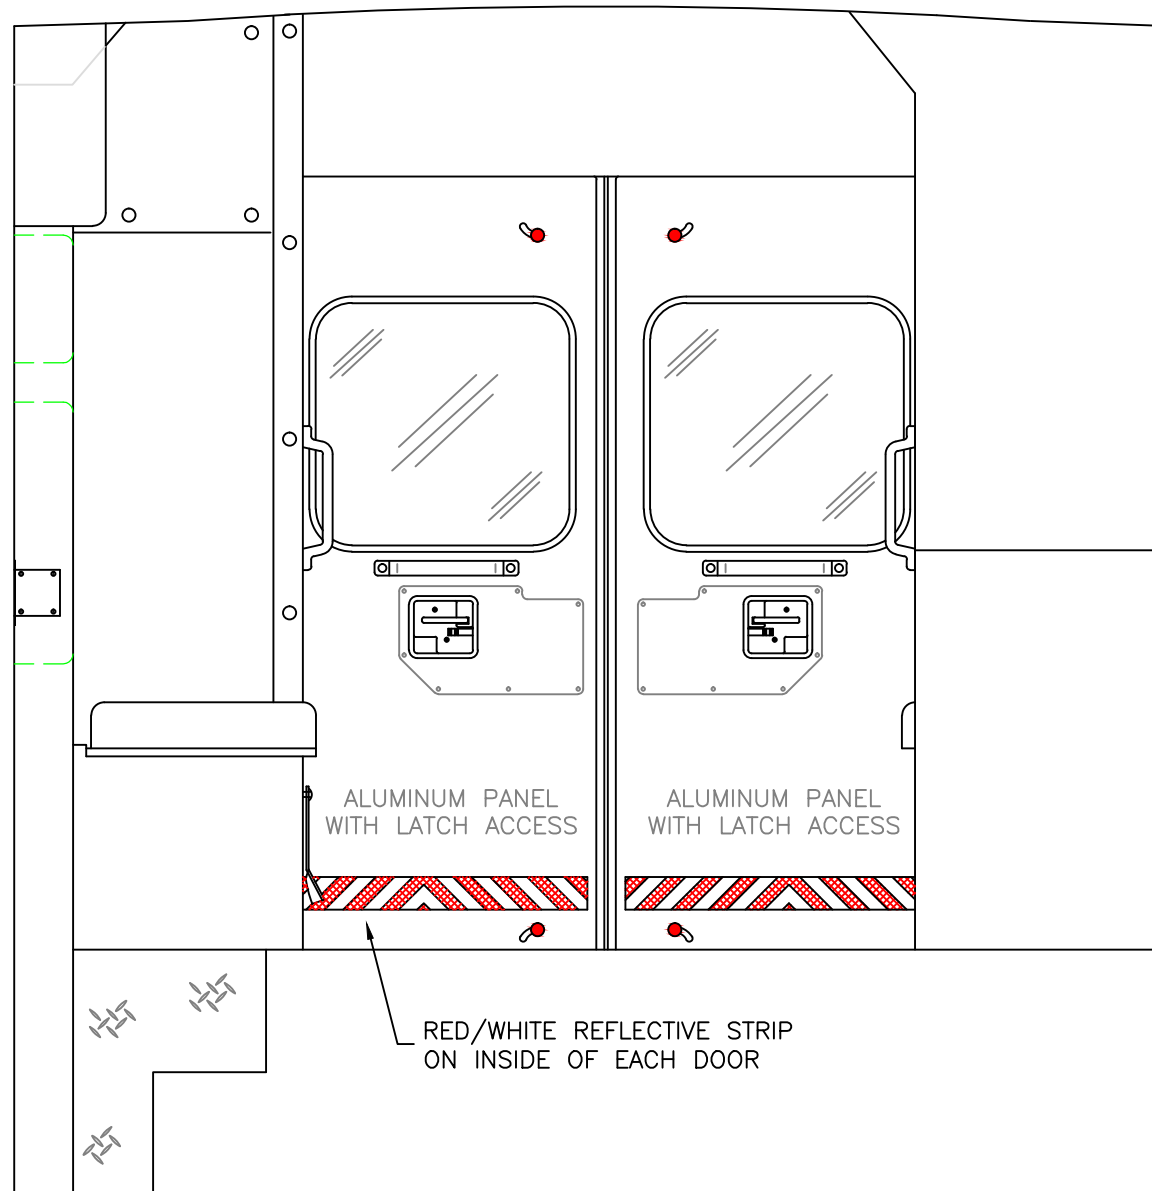 ALUMINUM PANEL
WITH LATCH ACCESS
ALUMINUM PANEL
WITH LATCH ACCESS
RED/WHITE REFLECTIVE STRIP
ON INSIDE OF EACH DOOR